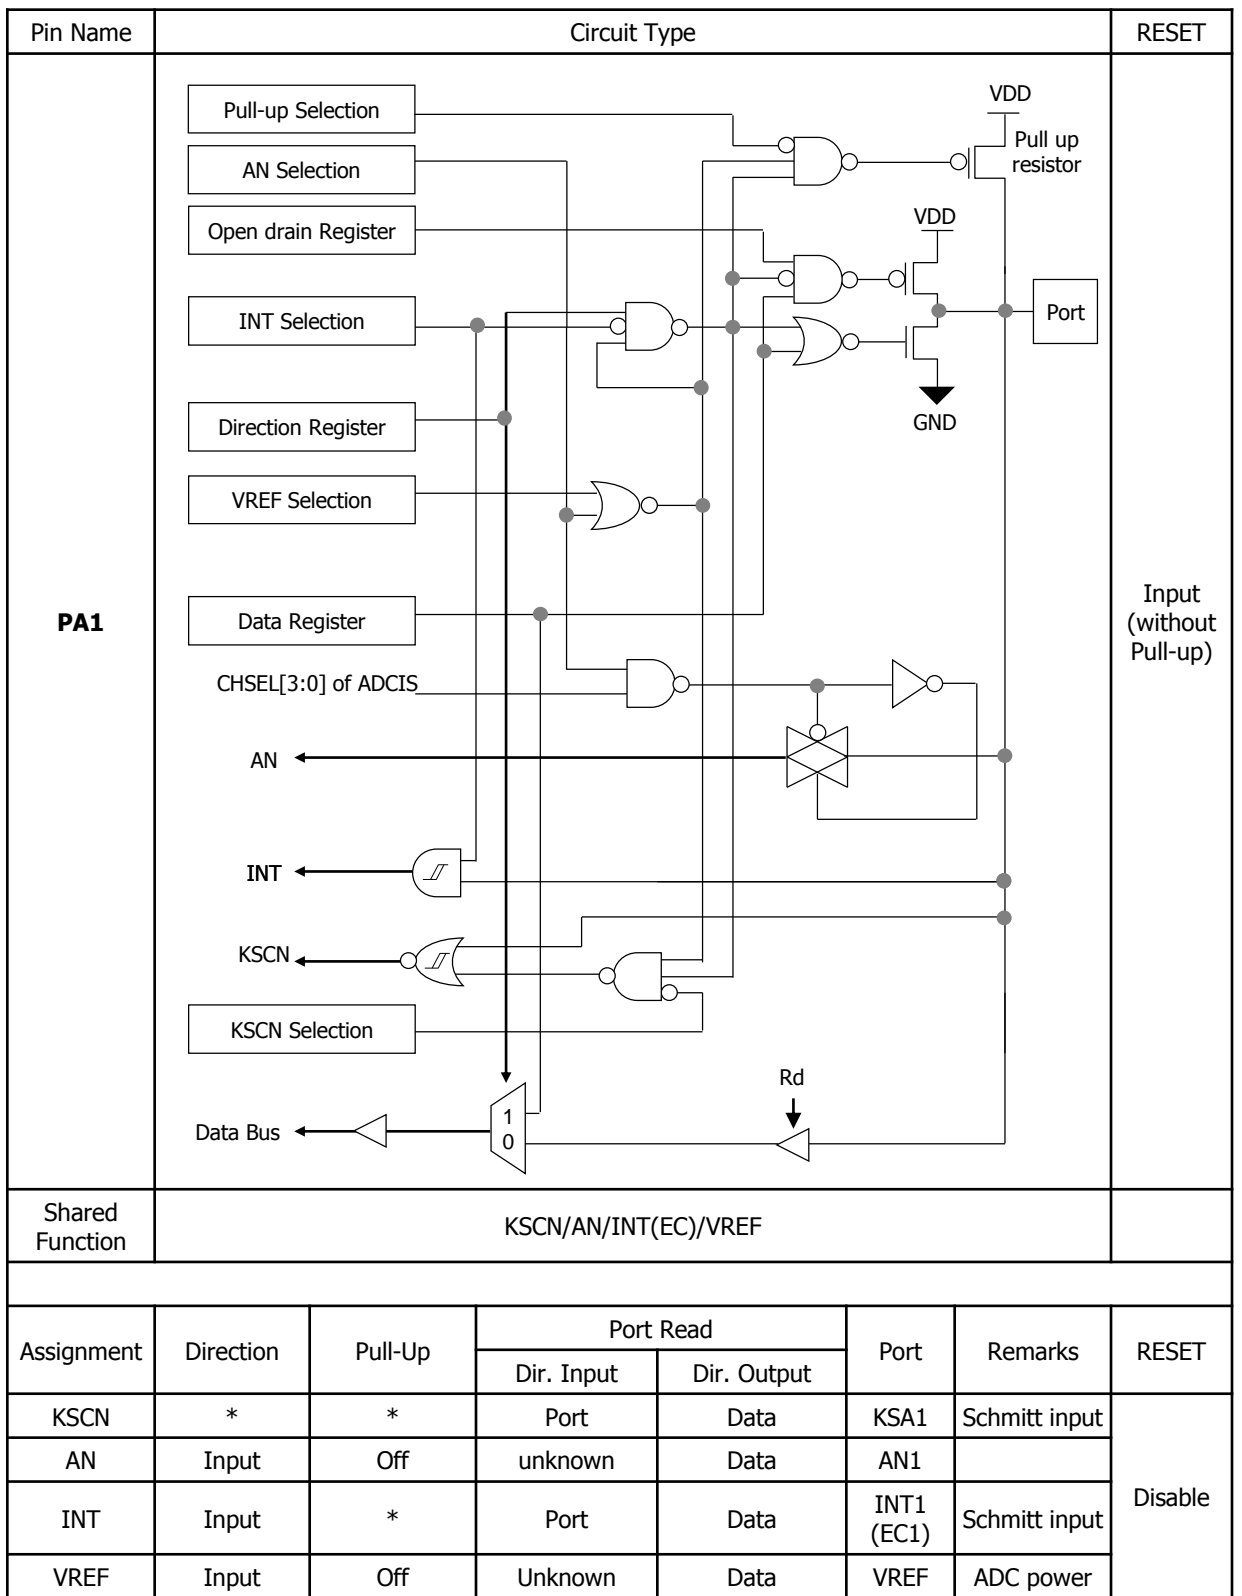 Pin Name
Circuit Type
RESET
PA1
Pull-up Selection
AN Selection
Open drain Register
INT Selection
Direction Register
VREF Selection
Data Register
CHSEL[3:0] of ADCIS
AN
INT
KSCN
KSCN Selection
Data Bus
1
0
Rd
VDD
Pull up
resistor
VDD
Port
GND
Input
(without
Pull-up)
Shared
Function
KSCN/AN/INT(EC)/VREF
Assignment
Direction
Pull-Up
Port Read
Port
Remarks
RESET
Dir. Input
Dir. Output
KSCN
*
*
Port
Data
KSA1
Schmitt input
Disable
AN
Input
Off
unknown
Data
AN1
INT
Input
*
Port
Data
INT1
(EC1)
Schmitt input
VREF
Input
Off
Unknown
Data
VREF
ADC power